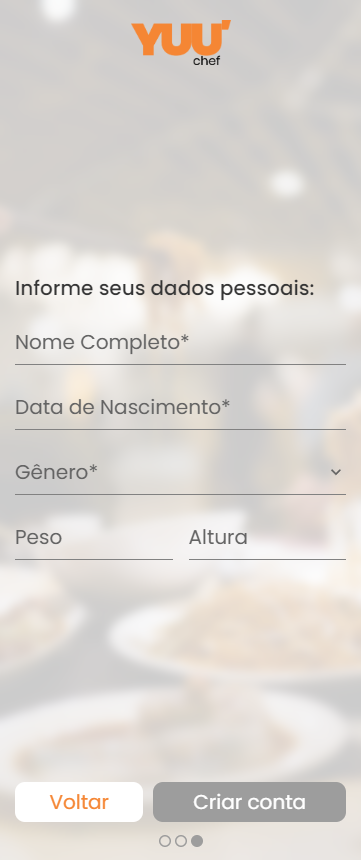 YUU'
chef
Informe seus dados pessoais:
Nome Completo*
Data de Nascimento*
Gênero*
Peso Altura
Voltar Criar conta